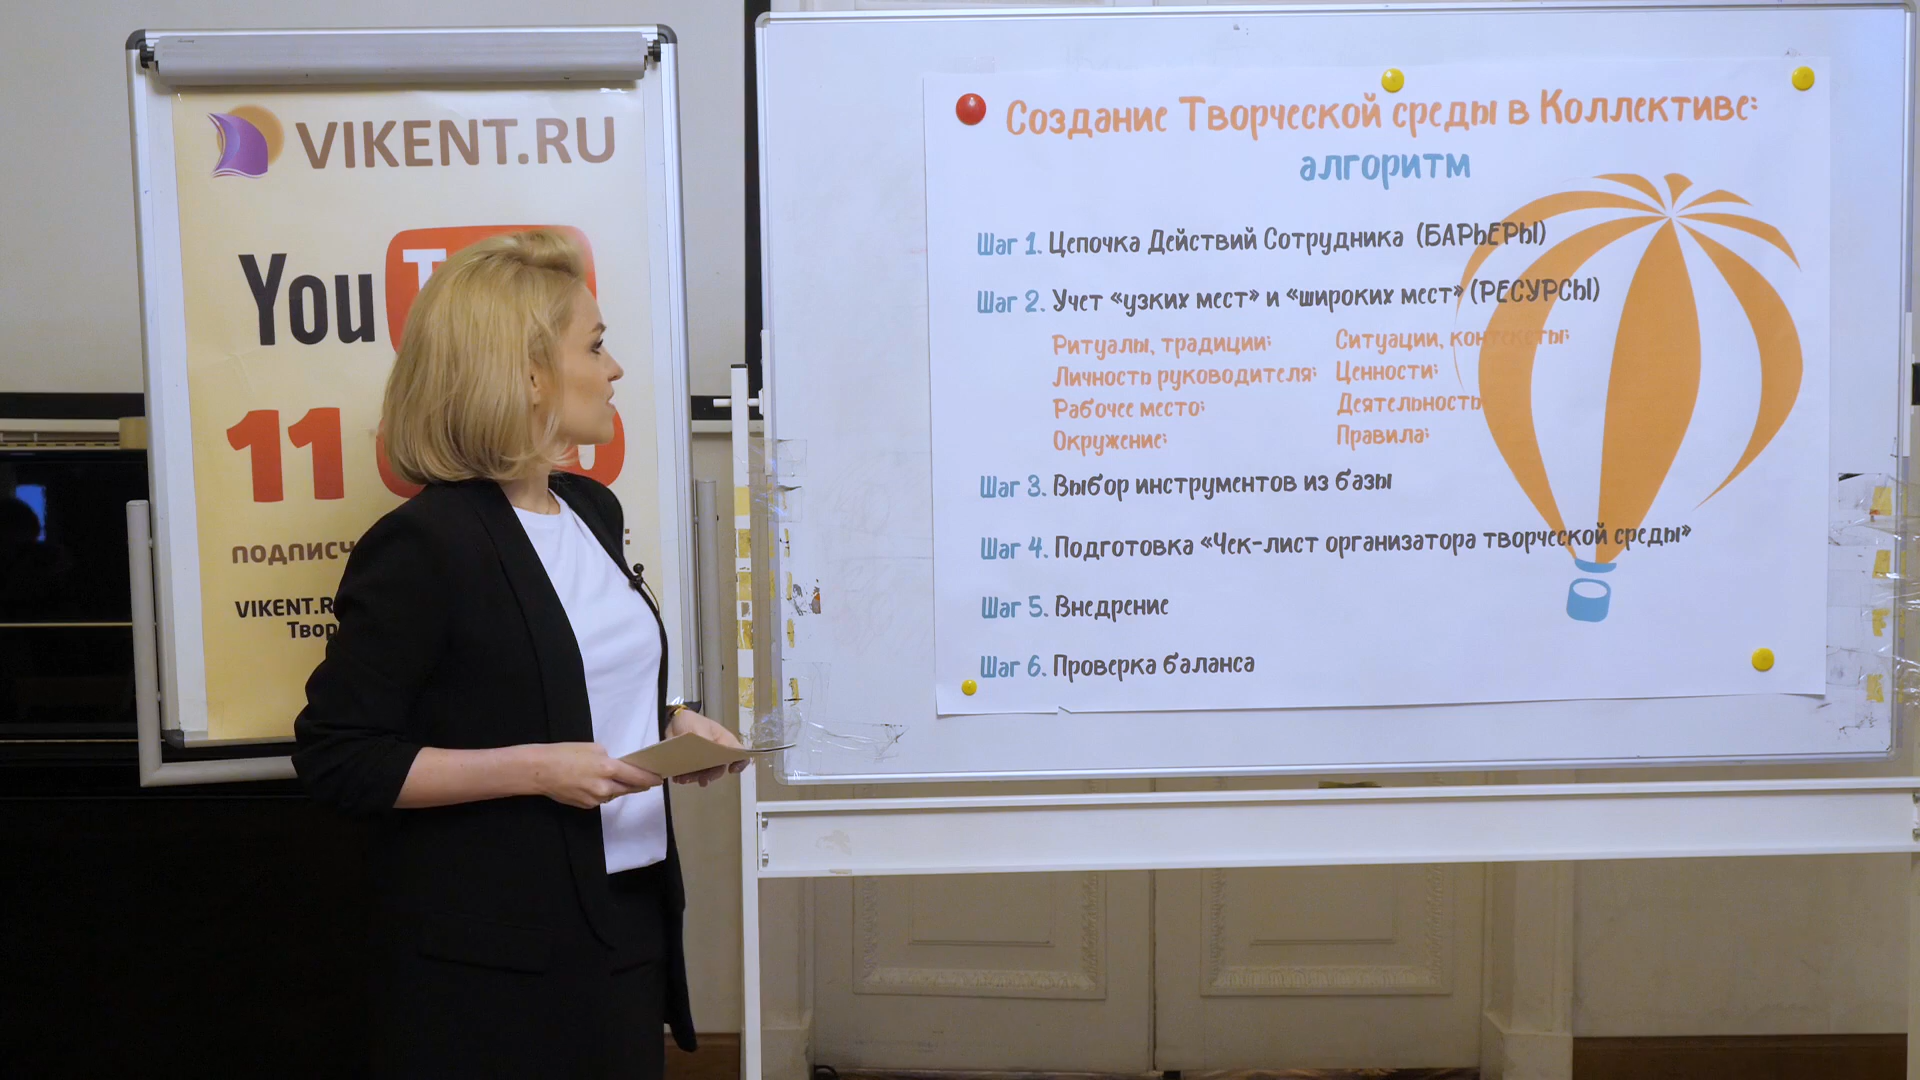 VIKENT.RU
You
11
подписч
VIKENT.R
Твор
Создание Творческой среды в Коллективе:
алгоритм
Шаг 1. Цепочка Действий Сотрудника (БАРЬЕРЫ)
Шаг 2. Учет «узких мест» и «широких мест» (РЕСУРСЫ)
Ритуалы, традиции; Ситуации, контексты;
Личность руководителя; Ценности;
Рабочее место; Деятельность
Окружение; Правила;
Шаг 3. Выбор инструментов из базы
Шаг 4. Подготовка «Чек-лист организатора творческой среды»
Шаг 5. Внедрение
Шаг 6. Проверка баланса